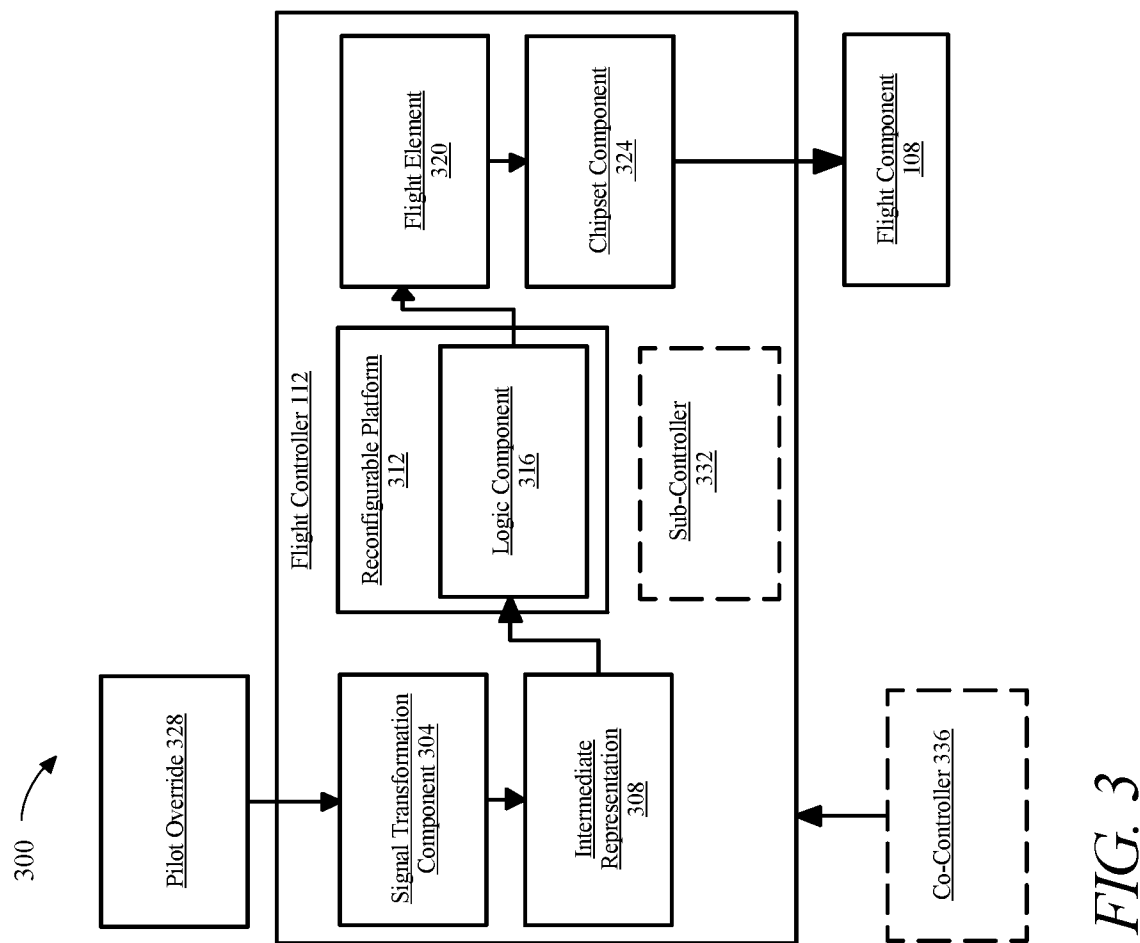 300
Pilot Override 328
Flight Controller 112
Signal Transformation
Component 304
Reconfigurable Platform
312
Flight Element
320
Intermediate
Representation
308
Logic Component
316
Chipset Component
324
Sub-Controller
332
Co-Controller 336
Flight Component
108
FIG. 3